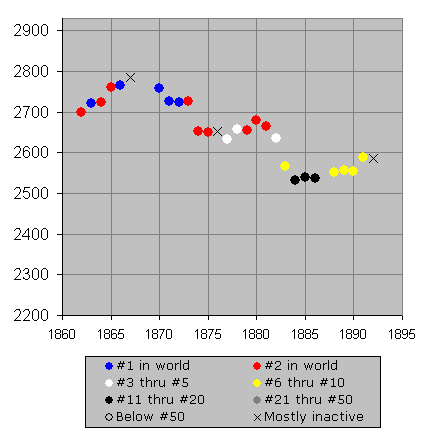 2900
2800
2700
2600
2500
2400
2300
2200
1860 1865 1870 1875 1880 1885 1890 1895
#1 in world #2 in world
#3 thru #5 #6 thru #10
#11 thru #20 #21 thru #50
Below #50 Mostly inactive